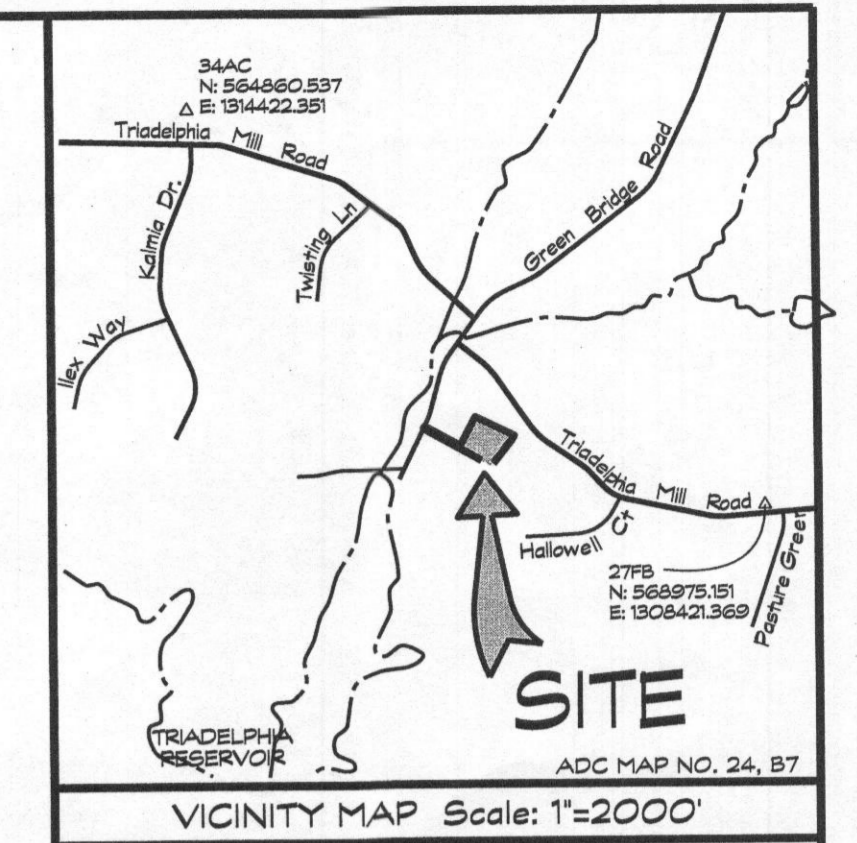 34AC
N: 564860.537
E: 1314422.351
Triadelphia Mill Road
Kalmia Dr.
Twisting Ln
Green Bridge Road
Ilex Way
Triadelphia Mill Road
Hallowell Ct
27FB
N: 568975.151
E: 1308421.369
Pasture Green
SITE
TRIADELPHIA
RESERVOIR
ADC MAP NO. 24, B7
VICINITY MAP Scale: 1"=2000'